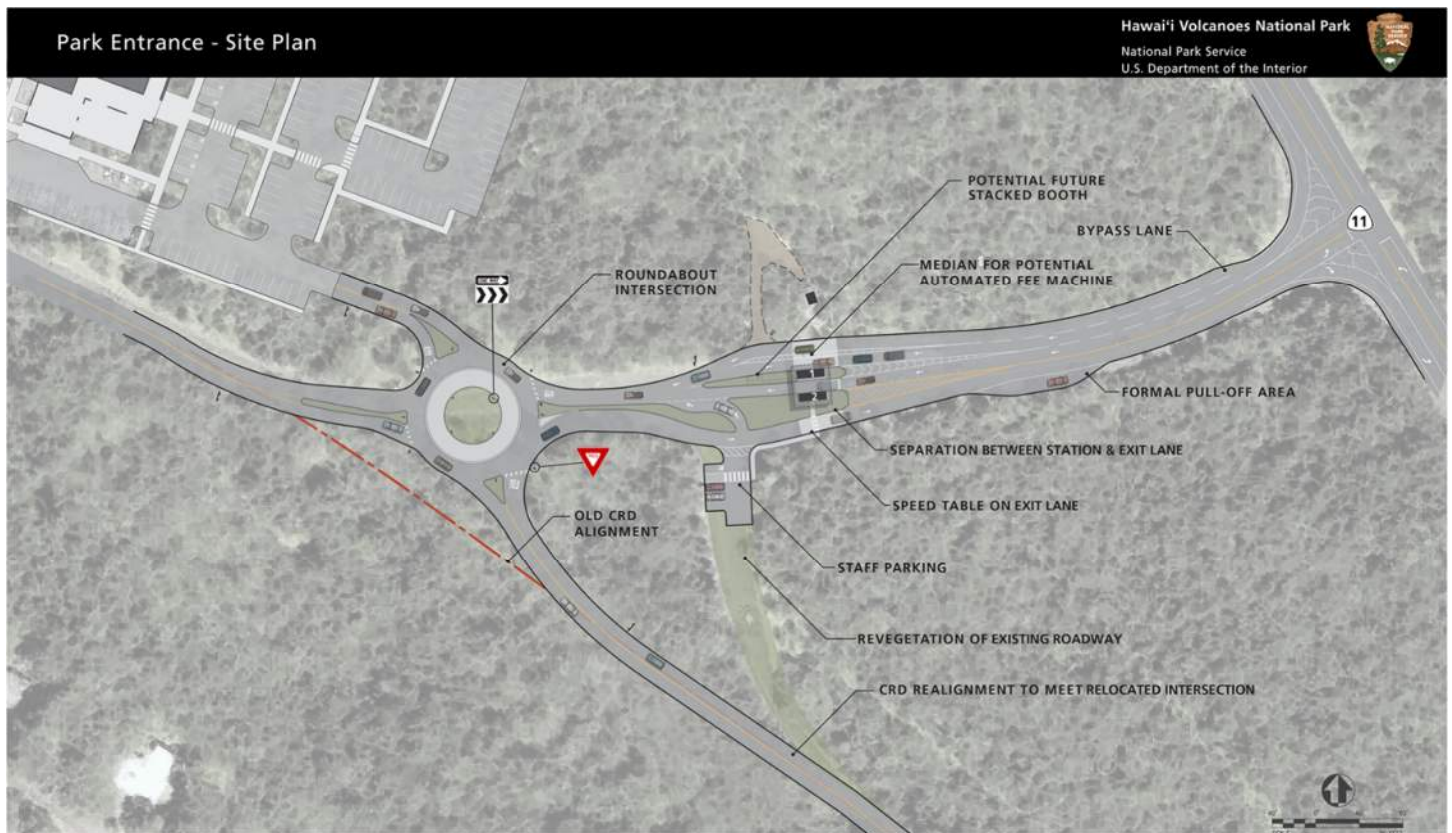 Park Entrance - Site Plan
Hawai‘i Volcanoes National Park
National Park Service
U.S. Department of the Interior
POTENTIAL FUTURE
STACKED BOOTH
BYPASS LANE
11
MEDIAN FOR POTENTIAL
AUTOMATED FEE MACHINE
ROUNDABOUT
INTERSECTION
FORMAL PULL-OFF AREA
SEPARATION BETWEEN STATION & EXIT LANE
SPEED TABLE ON EXIT LANE
OLD CRD
ALIGNMENT
STAFF PARKING
REVEGETATION OF EXISTING ROADWAY
CRD REALIGNMENT TO MEET RELOCATED INTERSECTION